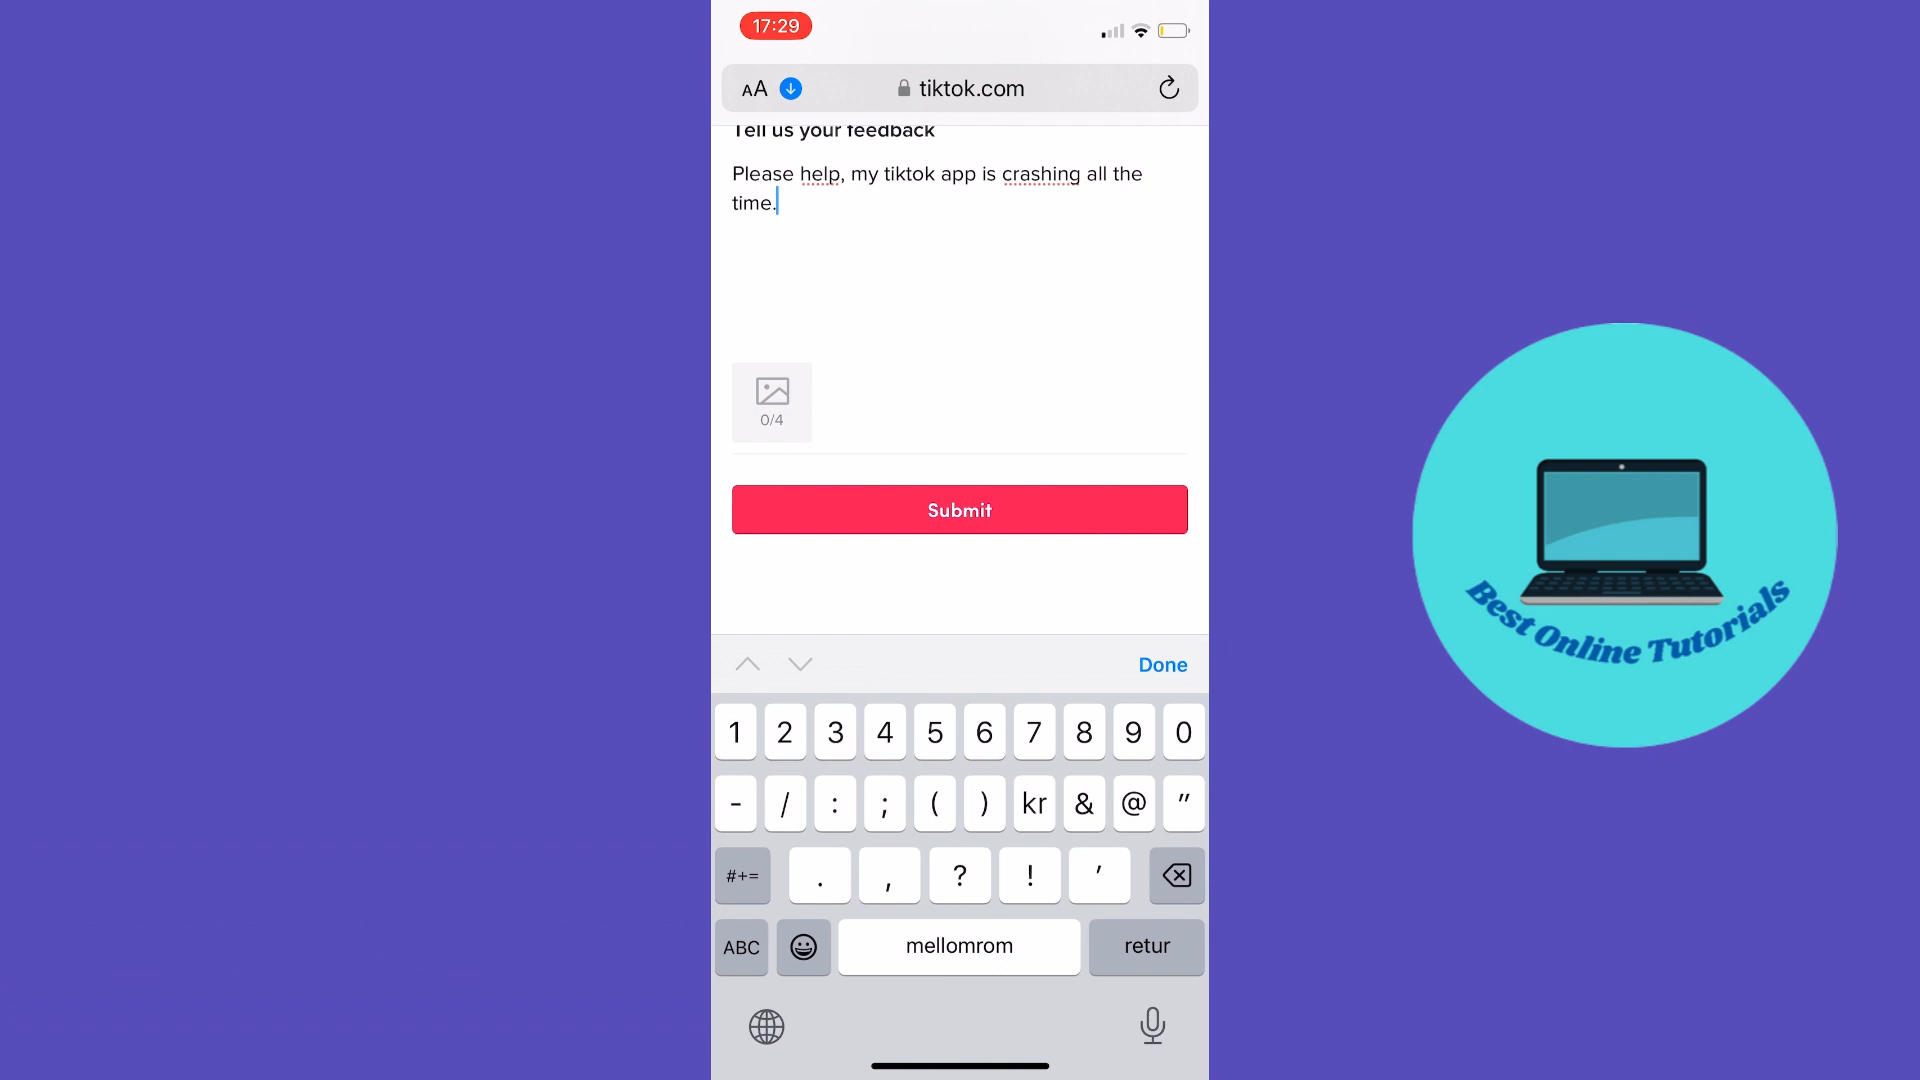 17:29
AA
tiktok.com
Tell us your feedback
Please help, my tiktok app is crashing all the
time.
0/4
Submit
Done
1 2 3 4 5 6 7 8 9 0
- / : ; ( ) kr & @ "
#+= . , ? ! '
ABC mellomrom retur
Best Online Tutorials